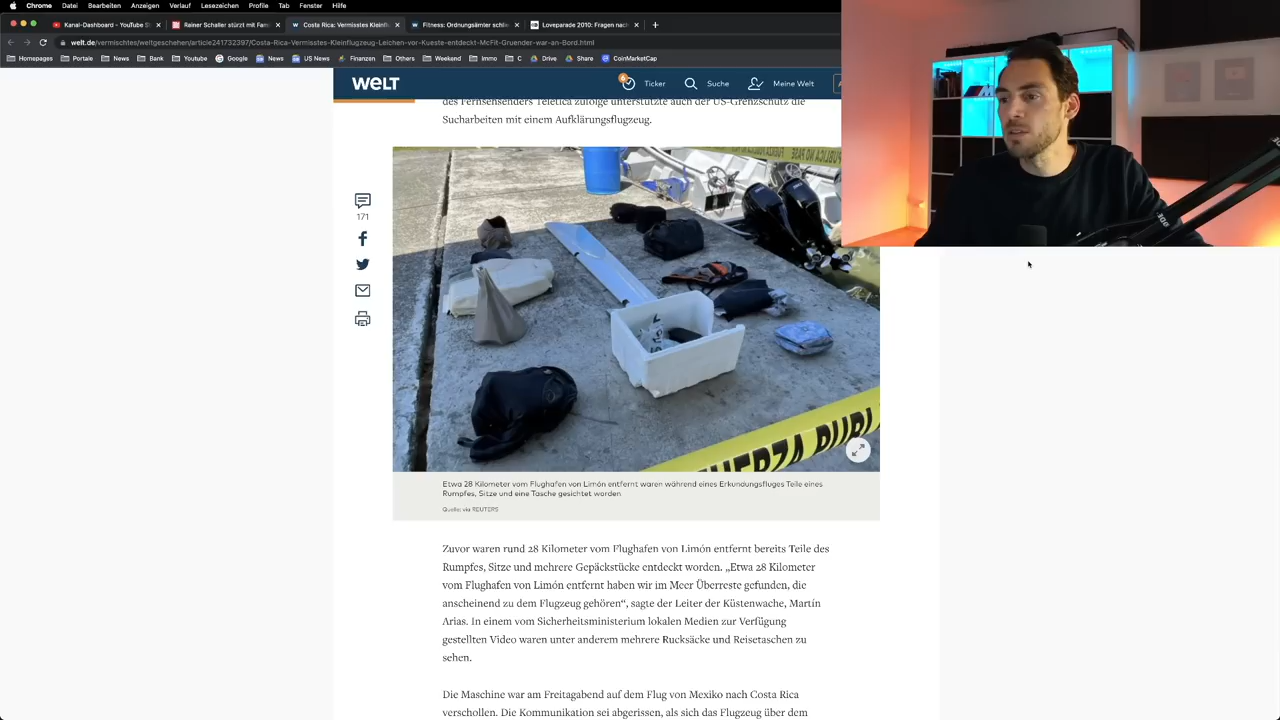 Chrome Datei Bearbeiten Anzeigen Verlauf Lesezeichen Profile Tab Fenster Hilfe
Kanal-Dashboard - YouTube St
Rainer Schaller stürzt mit Fam
Costa Rica: Vermisstes Kleinfl
Fitness: Ordnungsämter schlie
Loveparade 2010: Fragen nach
welt.de/vermischtes/weltgeschehen/article241732397/Costa-Rica-Vermisstes-Kleinflugzeug-Leichen-vor-Kueste-entdeckt-McFit-Gruender-war-an-Bord.html
Homepages Portale News Bank Youtube Google News US News Finanzen Others Weekend Immo C Drive Share CoinMarketCap
WELT
6 Ticker Suche Meine Welt
des Fernsehsenders Teletica zufolge unterstützte auch der US-Grenzschutz die
Sucharbeiten mit einem Aufklärungsflugzeug.
171
PUBLICA NO PASE
FUERZA PUBLI
Etwa 28 Kilometer vom Flughafen von Limón entfernt waren während eines Erkundungsfluges Teile eines
Rumpfes, Sitze und eine Tasche gesichtet worden
Quelle: via REUTERS
Zuvor waren rund 28 Kilometer vom Flughafen von Limón entfernt bereits Teile des
Rumpfes, Sitze und mehrere Gepäckstücke entdeckt worden. „Etwa 28 Kilometer
vom Flughafen von Limón entfernt haben wir im Meer Überreste gefunden, die
anscheinend zu dem Flugzeug gehören“, sagte der Leiter der Küstenwache, Martín
Arias. In einem vom Sicherheitsministerium lokalen Medien zur Verfügung
gestellten Video waren unter anderem mehrere Rucksäcke und Reisetaschen zu
sehen.
Die Maschine war am Freitagabend auf dem Flug von Mexiko nach Costa Rica
verschollen. Die Kommunikation sei abgerissen, als sich das Flugzeug über dem